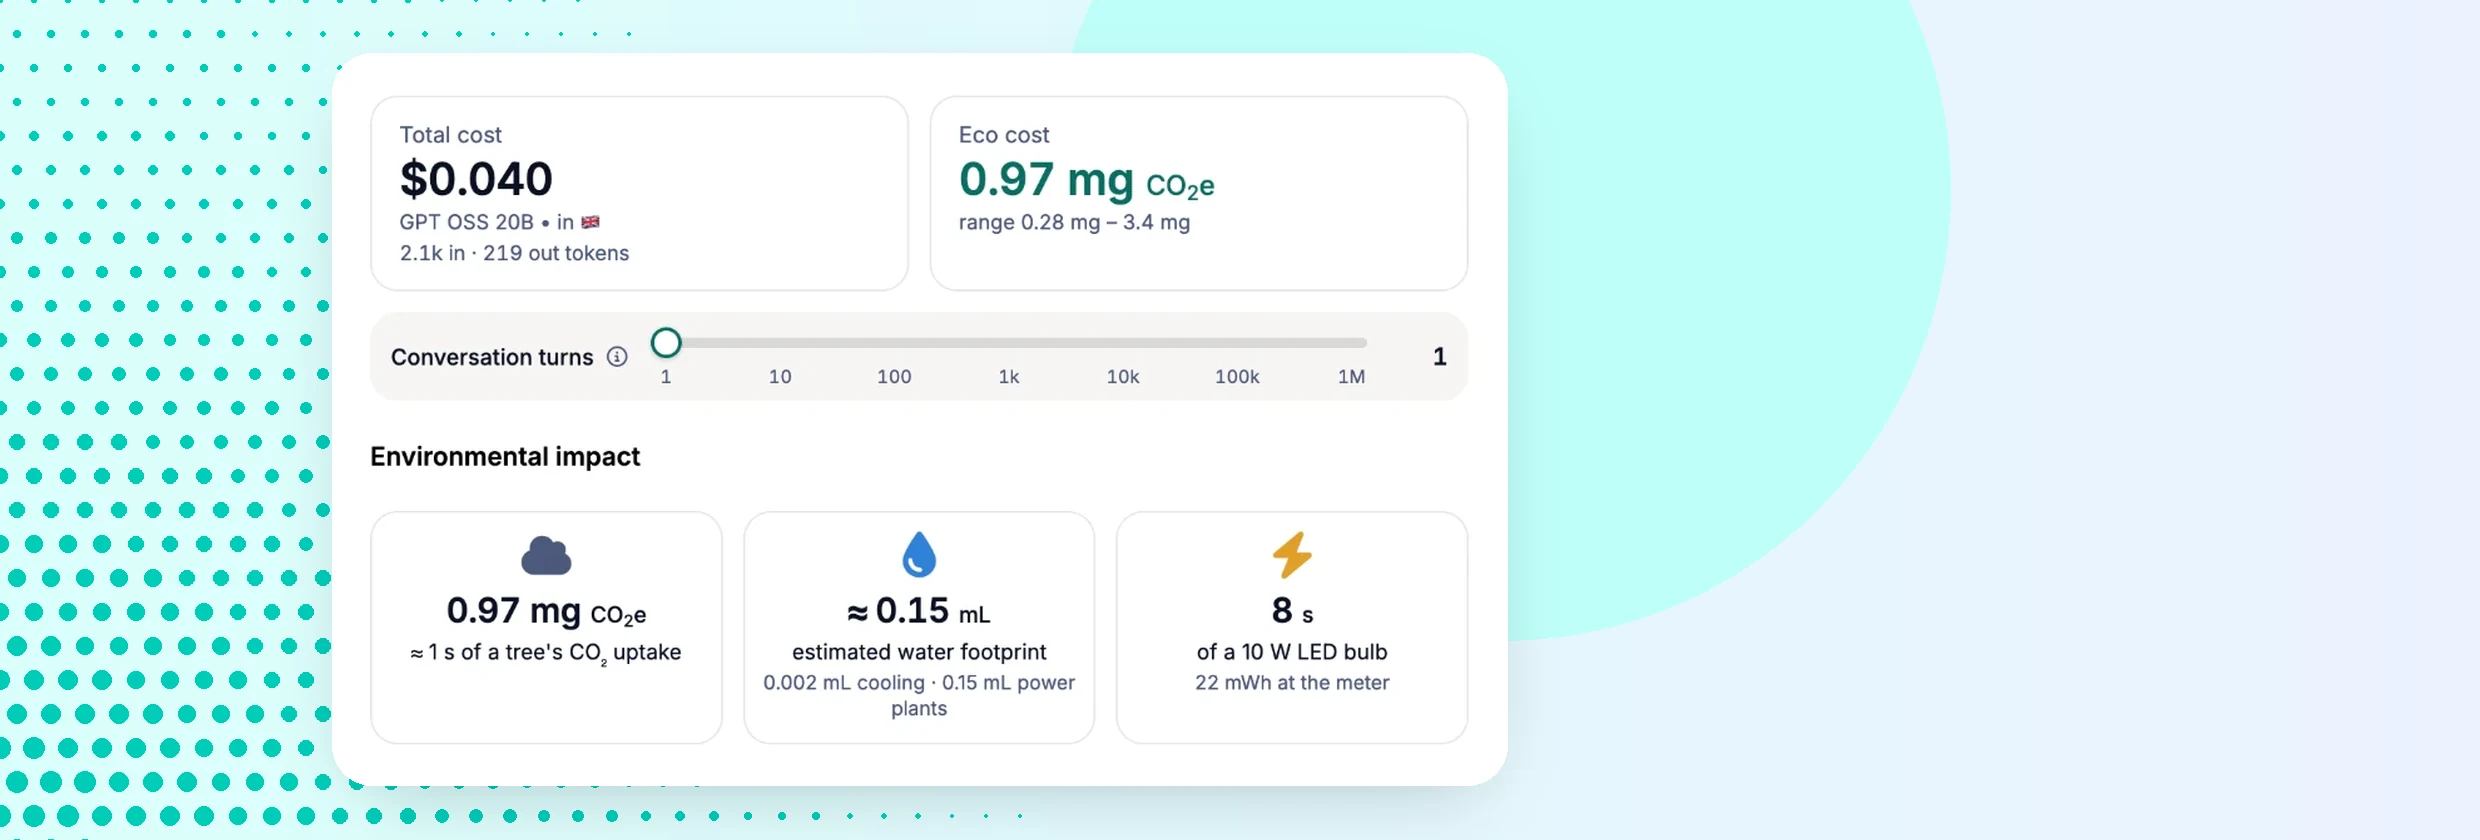 Total cost
$0.040
GPT OSS 20B • in 🇬🇧
2.1k in · 219 out tokens
Eco cost
0.97 mg CO₂e
range 0.28 mg – 3.4 mg
Conversation turns
1 10 100 1k 10k 100k 1M
1
Environmental impact
0.97 mg CO₂e
≈ 1 s of a tree's CO₂ uptake
≈ 0.15 mL
estimated water footprint
0.002 mL cooling · 0.15 mL power
plants
8 s
of a 10 W LED bulb
22 mWh at the meter